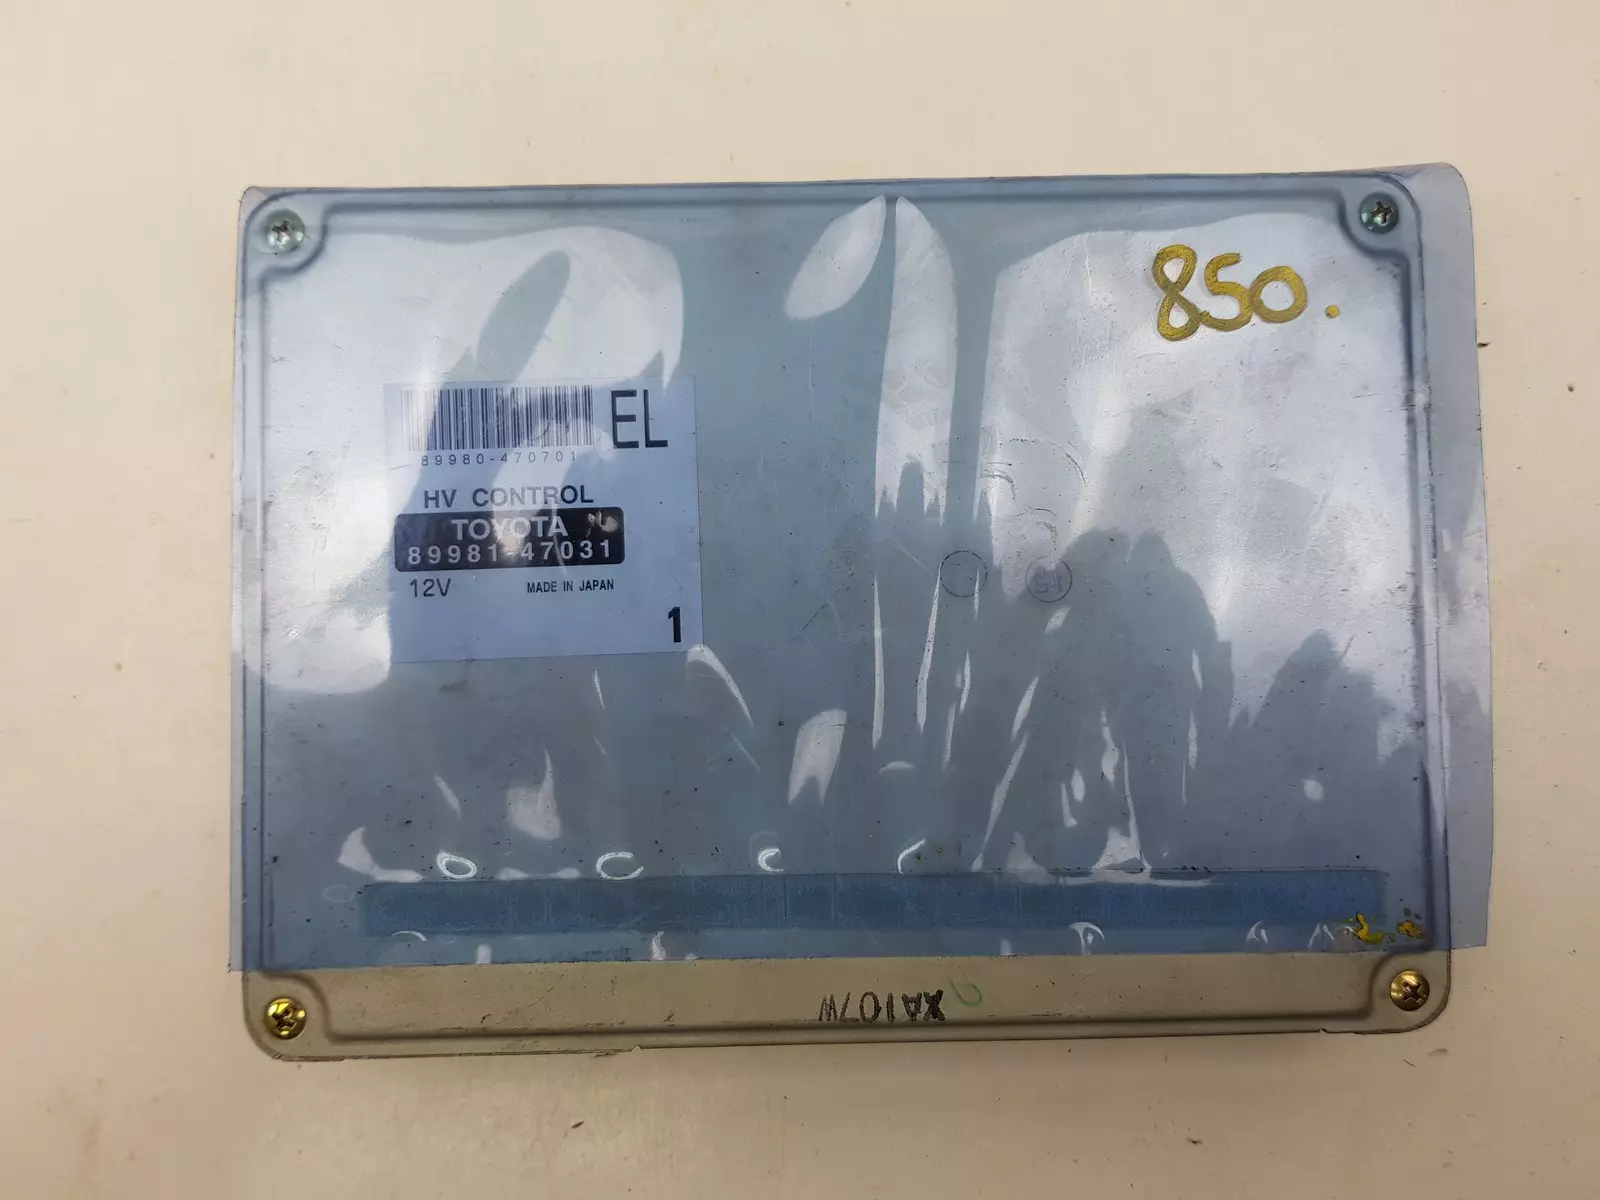 850.
EL
89980-470701
HV CONTROL
TOYOTA
89981-47031
12V MADE IN JAPAN
1
XA107W